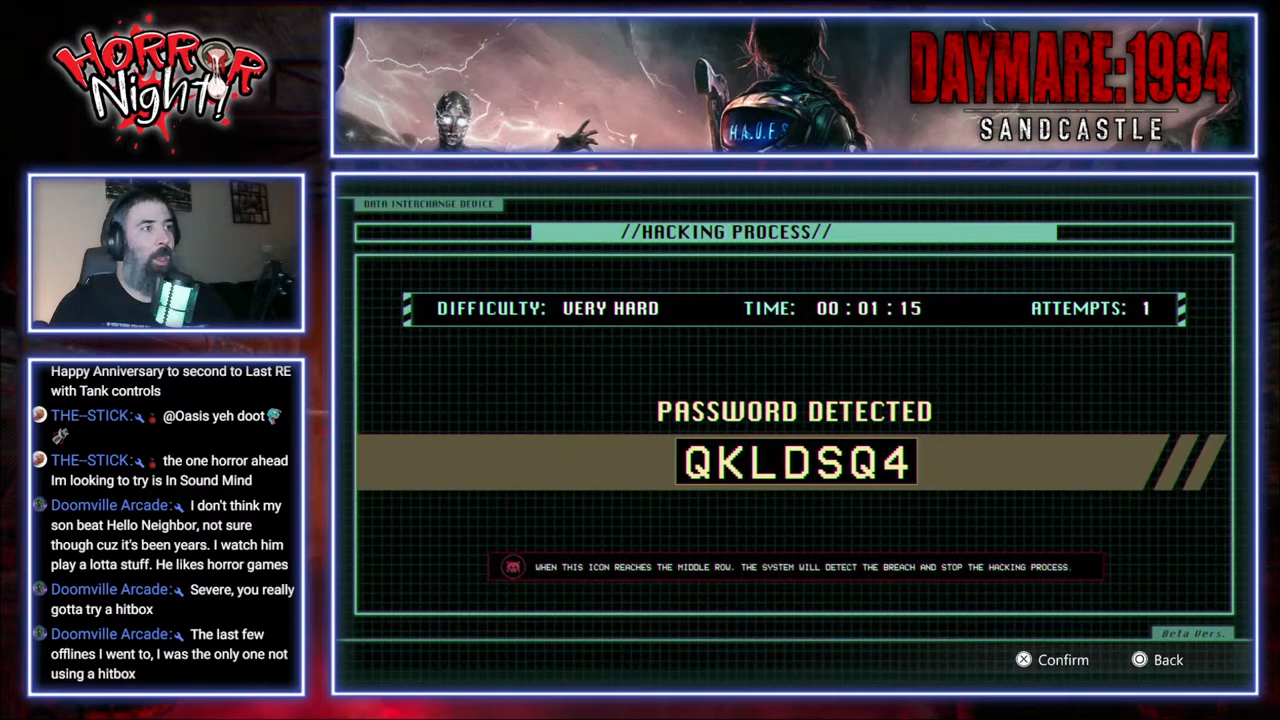 HORROR
Night!
H.A.D.E.S
DAYMARE:1994
SANDCASTLE
DATA INTERCHANGE DEVICE
//HACKING PROCESS//
DIFFICULTY: VERY HARD
TIME: 00 : 01 : 15
ATTEMPTS: 1
PASSWORD DETECTED
QKLDSQ4
WHEN THIS ICON REACHES THE MIDDLE ROW. THE SYSTEM WILL DETECT THE BREACH AND STOP THE HACKING PROCESS.
Beta Vers.
Confirm
Back
Happy Anniversary to second to Last RE
with Tank controls
THE–STICK: @Oasis yeh doot
THE–STICK: the one horror ahead
Im looking to try is In Sound Mind
Doomville Arcade: I don't think my
son beat Hello Neighbor, not sure
though cuz it's been years. I watch him
play a lotta stuff. He likes horror games
Doomville Arcade: Severe, you really
gotta try a hitbox
Doomville Arcade: The last few
offlines I went to, I was the only one not
using a hitbox